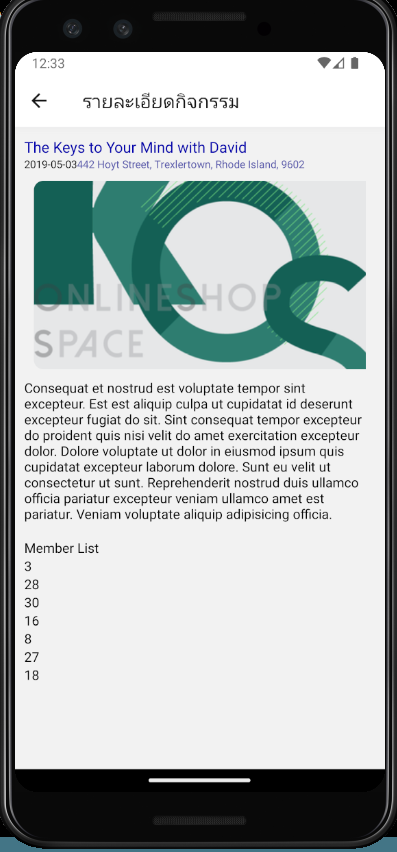 12:33
รายละเอียดกิจกรรม
The Keys to Your Mind with David
2019-05-03442 Hoyt Street, Trexlertown, Rhode Island, 9602
KOS
ONLINESHOP
SPACE
Consequat et nostrud est voluptate tempor sint
excepteur. Est est aliquip culpa ut cupidatat id deserunt
excepteur fugiat do sit. Sint consequat tempor excepteur
do proident quis nisi velit do amet exercitation excepteur
dolor. Dolore voluptate ut dolor in eiusmod ipsum quis
cupidatat excepteur laborum dolore. Sunt eu velit ut
consectetur ut sunt. Reprehenderit nostrud duis ullamco
officia pariatur excepteur veniam ullamco amet est
pariatur. Veniam voluptate aliquip adipisicing officia.
Member List
3
28
30
16
8
27
18